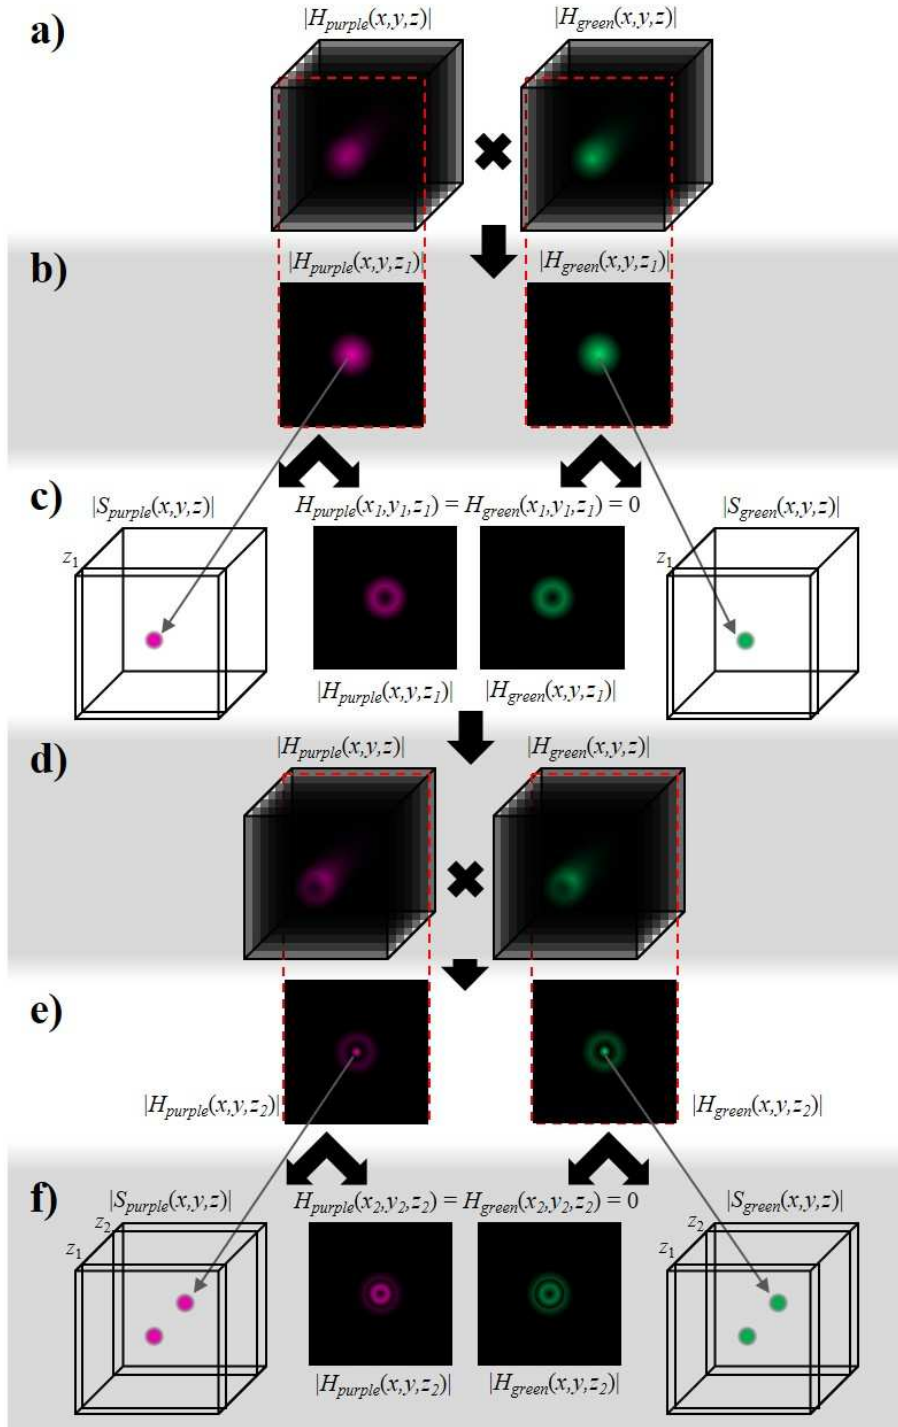 a)
|H_purple(x,y,z)| |H_green(x,y,z)|
b)
|H_purple(x,y,z_1)| |H_green(x,y,z_1)|
c)
|S_purple(x,y,z)| H_purple(x_1,y_1,z_1) = H_green(x_1,y_1,z_1) = 0 |S_green(x,y,z)|
z_1 z_1
|H_purple(x,y,z_1)| |H_green(x,y,z_1)|
d)
|H_purple(x,y,z)| |H_green(x,y,z)|
e)
|H_purple(x,y,z_2)| |H_green(x,y,z_2)|
f)
|S_purple(x,y,z)| H_purple(x_2,y_2,z_2) = H_green(x_2,y_2,z_2) = 0 |S_green(x,y,z)|
z_2 z_2
z_1 z_1
|H_purple(x,y,z_2)| |H_green(x,y,z_2)|